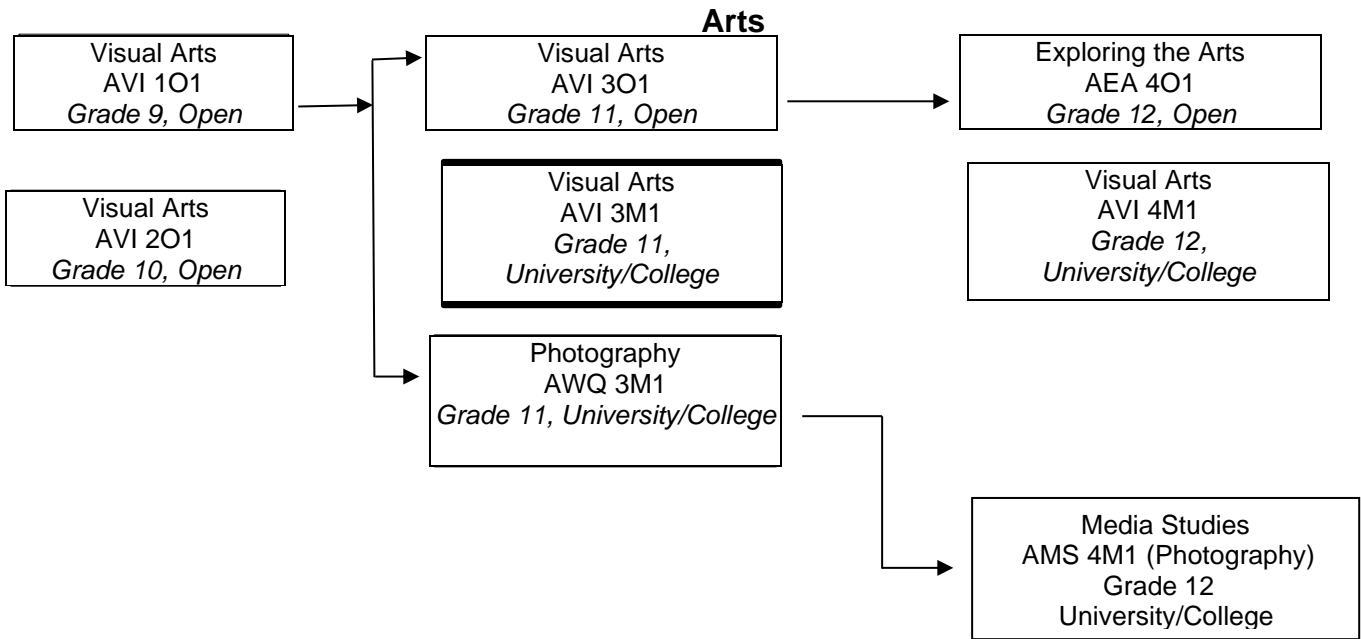 Arts
Visual Arts
AVI 1O1
Grade 9, Open
Visual Arts
AVI 2O1
Grade 10, Open
Visual Arts
AVI 3O1
Grade 11, Open
Visual Arts
AVI 3M1
Grade 11,
University/College
Photography
AWQ 3M1
Grade 11, University/College
Exploring the Arts
AEA 4O1
Grade 12, Open
Visual Arts
AVI 4M1
Grade 12,
University/College
Media Studies
AMS 4M1 (Photography)
Grade 12
University/College